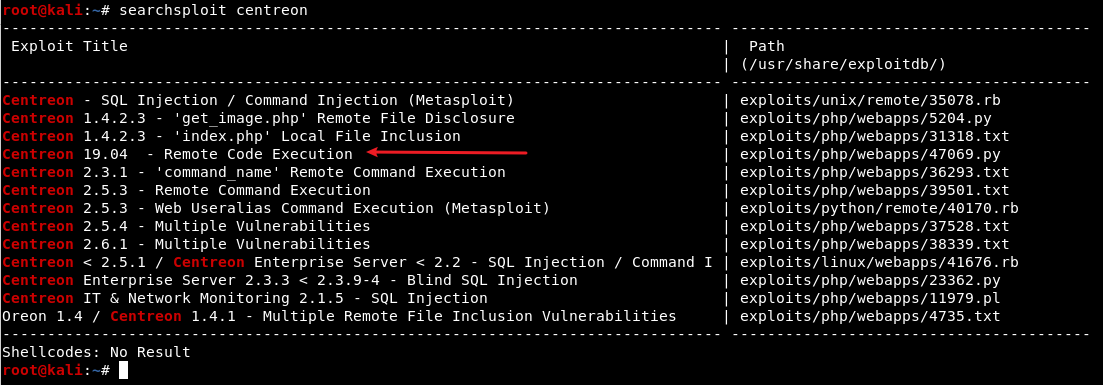 root@kali:~# searchsploit centreon
--------------------------------------------------------------------------------- ----------------------------------------
 Exploit Title | Path
 | (/usr/share/exploitdb/)
--------------------------------------------------------------------------------- ----------------------------------------
Centreon - SQL Injection / Command Injection (Metasploit) | exploits/unix/remote/35078.rb
Centreon 1.4.2.3 - 'get_image.php' Remote File Disclosure | exploits/php/webapps/5204.py
Centreon 1.4.2.3 - 'index.php' Local File Inclusion | exploits/php/webapps/31318.txt
Centreon 19.04  - Remote Code Execution | exploits/php/webapps/47069.py
Centreon 2.3.1 - 'command_name' Remote Command Execution | exploits/php/webapps/36293.txt
Centreon 2.5.3 - Remote Command Execution | exploits/php/webapps/39501.txt
Centreon 2.5.3 - Web Useralias Command Execution (Metasploit) | exploits/python/remote/40170.rb
Centreon 2.5.4 - Multiple Vulnerabilities | exploits/php/webapps/37528.txt
Centreon 2.6.1 - Multiple Vulnerabilities | exploits/php/webapps/38339.txt
Centreon < 2.5.1 / Centreon Enterprise Server < 2.2 - SQL Injection / Command I | exploits/linux/webapps/41676.rb
Centreon Enterprise Server 2.3.3 < 2.3.9-4 - Blind SQL Injection | exploits/php/webapps/23362.py
Centreon IT & Network Monitoring 2.1.5 - SQL Injection | exploits/php/webapps/11979.pl
Oreon 1.4 / Centreon 1.4.1 - Multiple Remote File Inclusion Vulnerabilities | exploits/php/webapps/4735.txt
--------------------------------------------------------------------------------- ----------------------------------------
Shellcodes: No Result
root@kali:~#